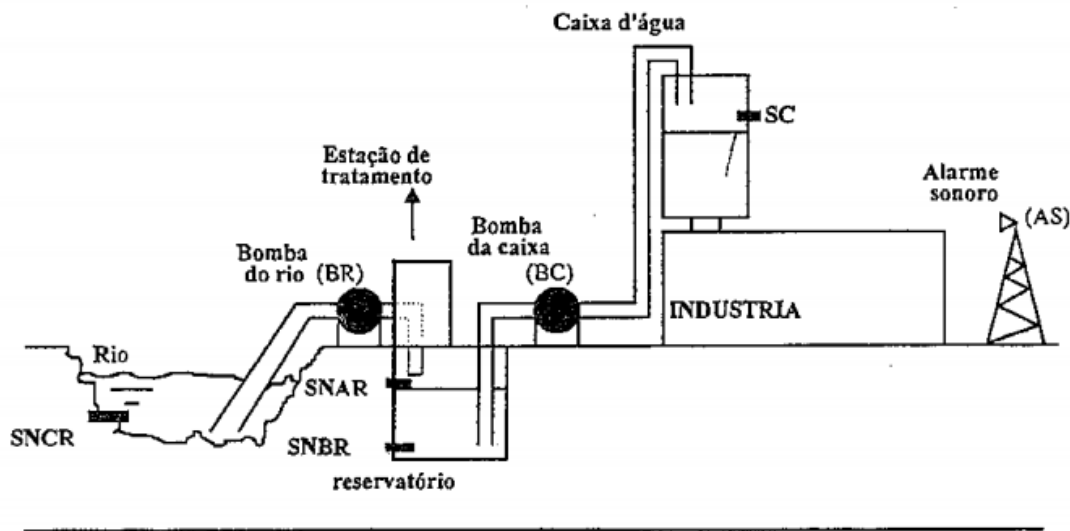 Caixa d'água
SC
Estação de
tratamento
Alarme
sonoro
(AS)
Bomba
da caixa
(BC)
Bomba
do rio (BR)
INDUSTRIA
Rio
SNAR
SNCR
SNBR
reservatório